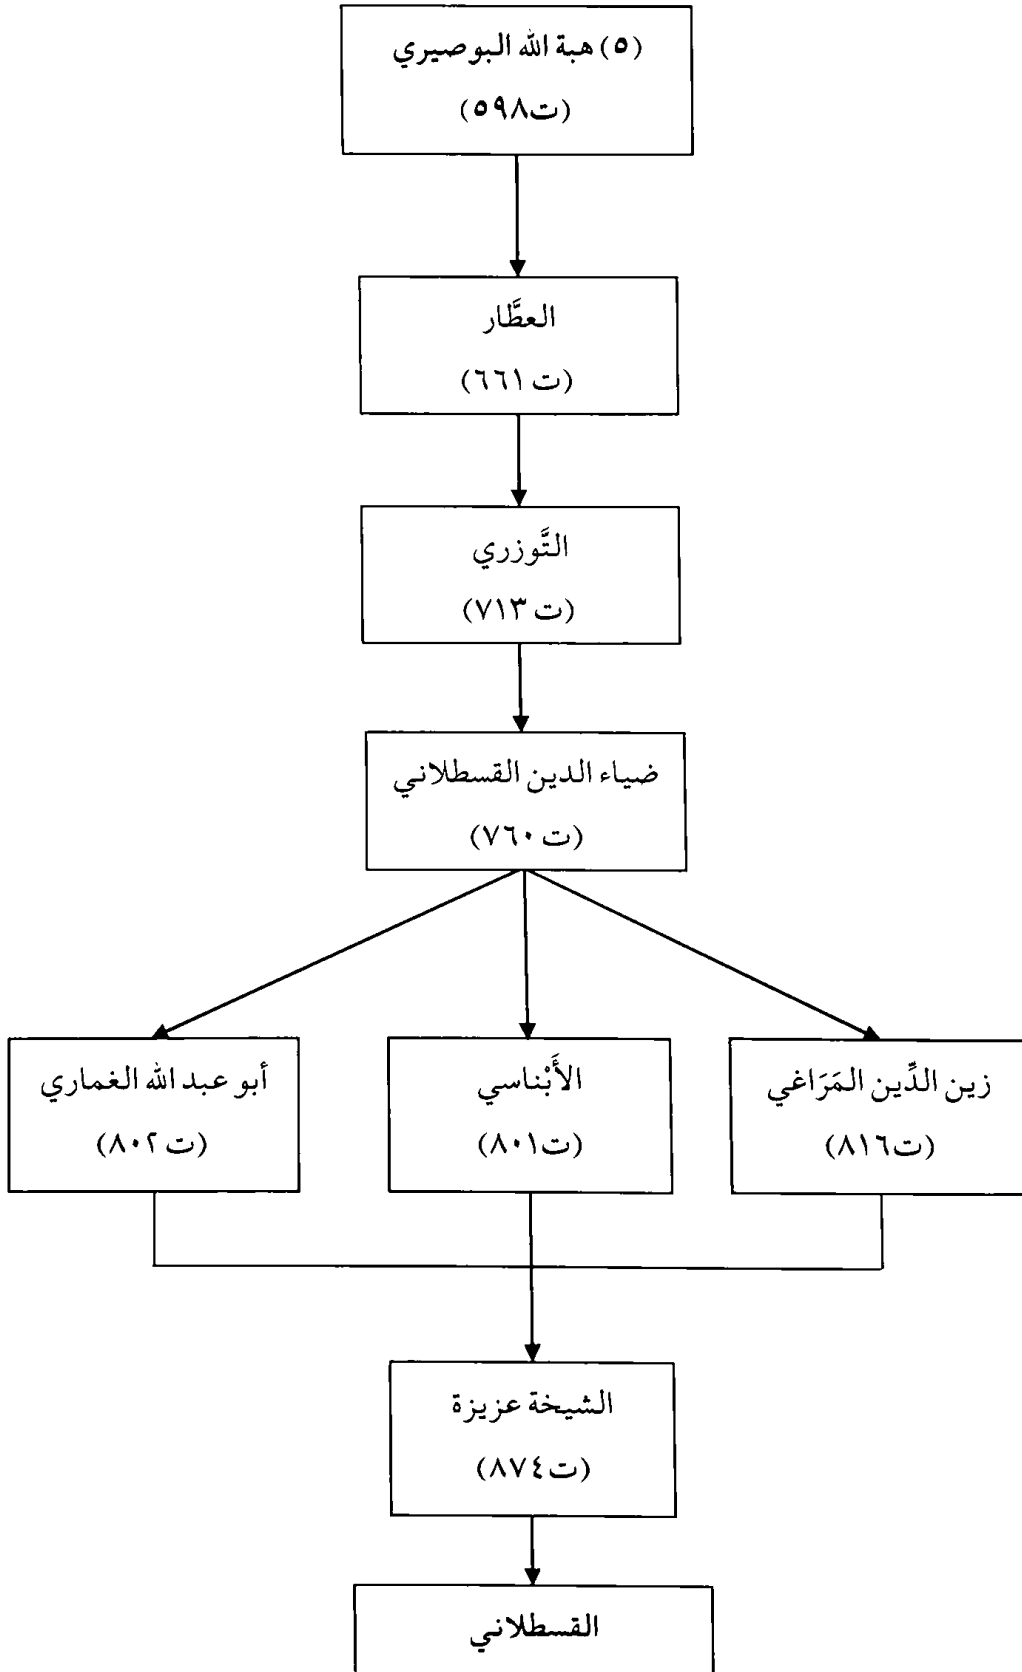 (٥) هبة الله البوصيري
(ت٥٩٨)
العطَّار
(ت ٦٦١)
التَّوزري
(ت ٧١٣)
ضياء الدين القسطلاني
(ت ٧٦٠)
زين الدِّين المَرَاغي
(ت٨١٦)
الأَبْناسي
(ت٨٠١)
أبو عبد الله الغماري
(ت ٨٠٢)
الشيخة عزيزة
(ت ٨٧٤)
القسطلاني